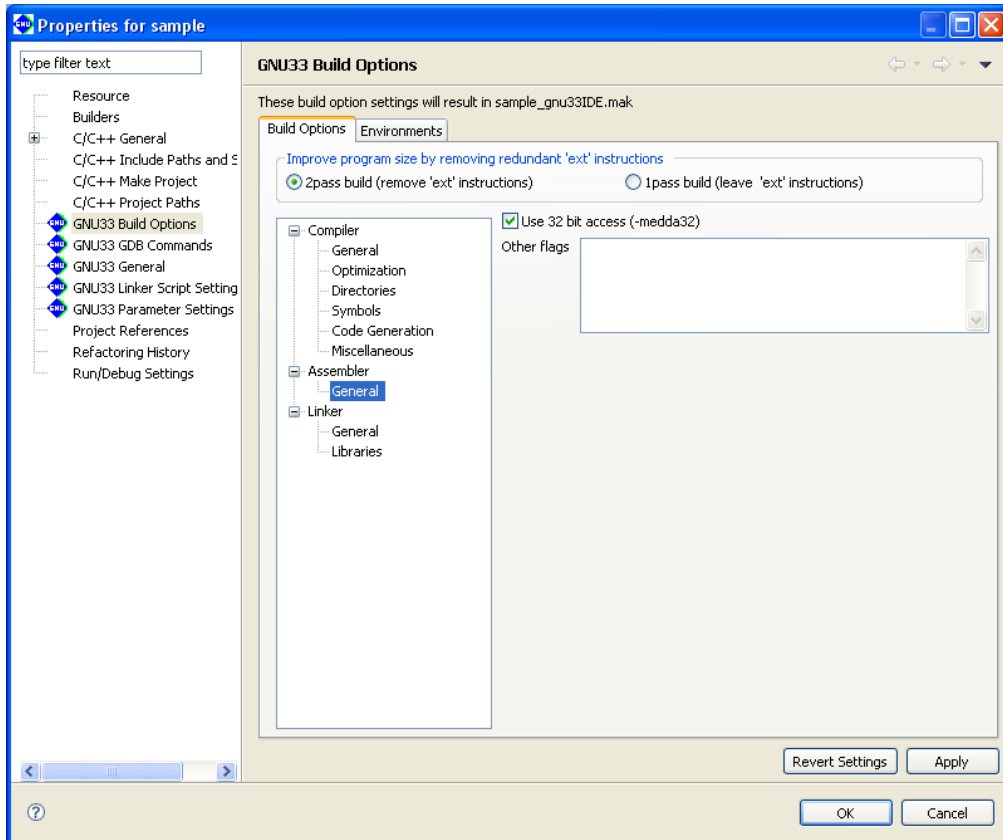 Properties for sample
type filter text
Resource
Builders
C/C++ General
C/C++ Include Paths and S
C/C++ Make Project
C/C++ Project Paths
GNU33 Build Options
GNU33 GDB Commands
GNU33 General
GNU33 Linker Script Setting
GNU33 Parameter Settings
Project References
Refactoring History
Run/Debug Settings
GNU33 Build Options
These build option settings will result in sample_gnu33IDE.mak
Build Options Environments
Improve program size by removing redundant 'ext' instructions
2pass build (remove 'ext' instructions) 1pass build (leave 'ext' instructions)
Compiler
General
Optimization
Directories
Symbols
Code Generation
Miscellaneous
Assembler
General
Linker
General
Libraries
Use 32 bit access (-medda32)
Other flags
Revert Settings Apply
OK Cancel